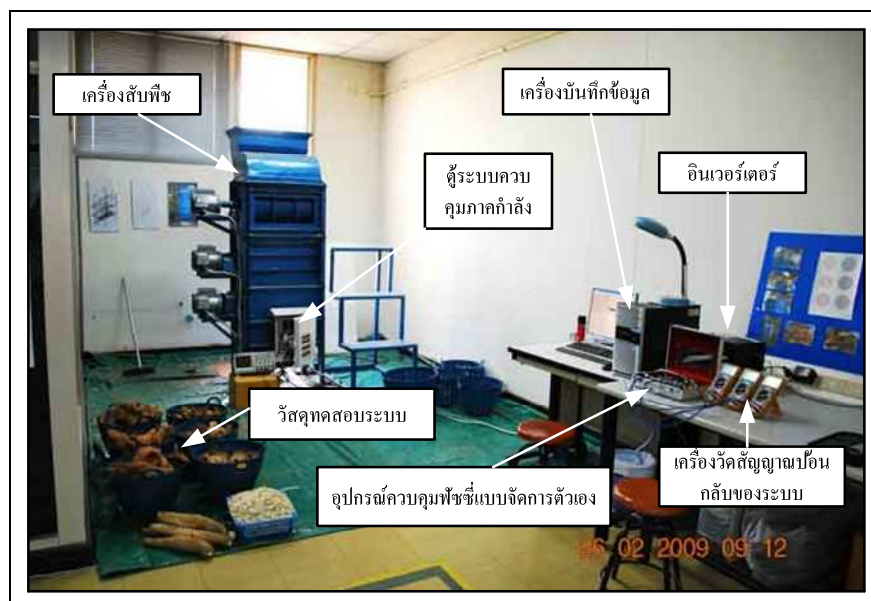 เครื่องสับพืช
เครื่องบันทึกข้อมูล
ตู้ระบบควบ
คุมภาคกำลัง
อินเวอร์เตอร์
วัสดุทดสอบระบบ
อุปกรณ์ควบคุมฟัซซี่แบบจัดการตัวเอง
เครื่องวัดสัญญาณป้อน
กลับของระบบ
26 02 2009 09 12